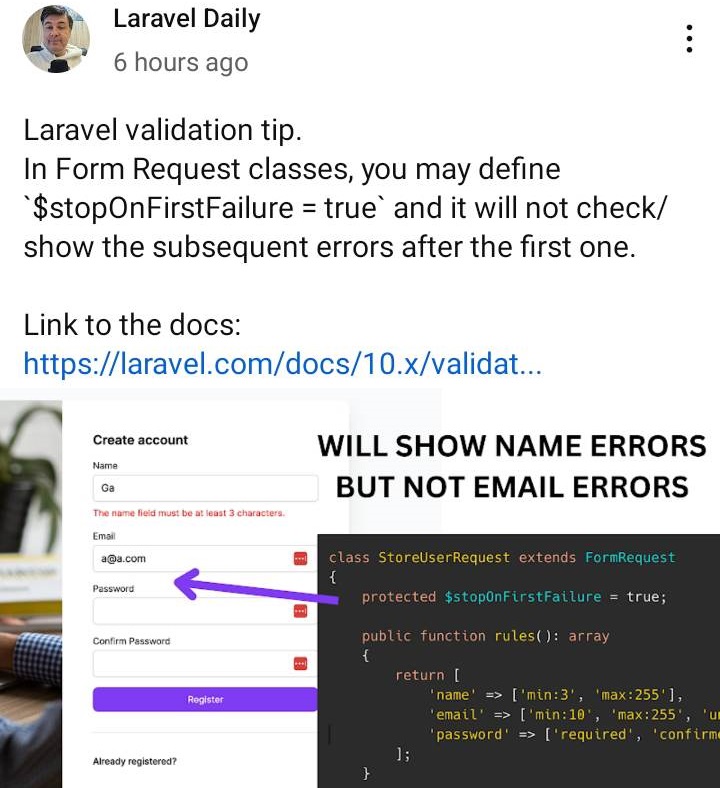 Laravel Daily
6 hours ago
Laravel validation tip.
In Form Request classes, you may define
`$stopOnFirstFailure = true` and it will not check/
show the subsequent errors after the first one.
Link to the docs:
https://laravel.com/docs/10.x/validat...
Create account
Name
Ga
The name field must be at least 3 characters.
Email
a@a.com
Password
Confirm Password
Register
Already registered?
WILL SHOW NAME ERRORS
BUT NOT EMAIL ERRORS
class StoreUserRequest extends FormRequest
{
protected $stopOnFirstFailure = true;
public function rules(): array
{
return [
'name' => ['min:3', 'max:255'],
'email' => ['min:10', 'max:255', 'u
'password' => ['required', 'confirm
];
}